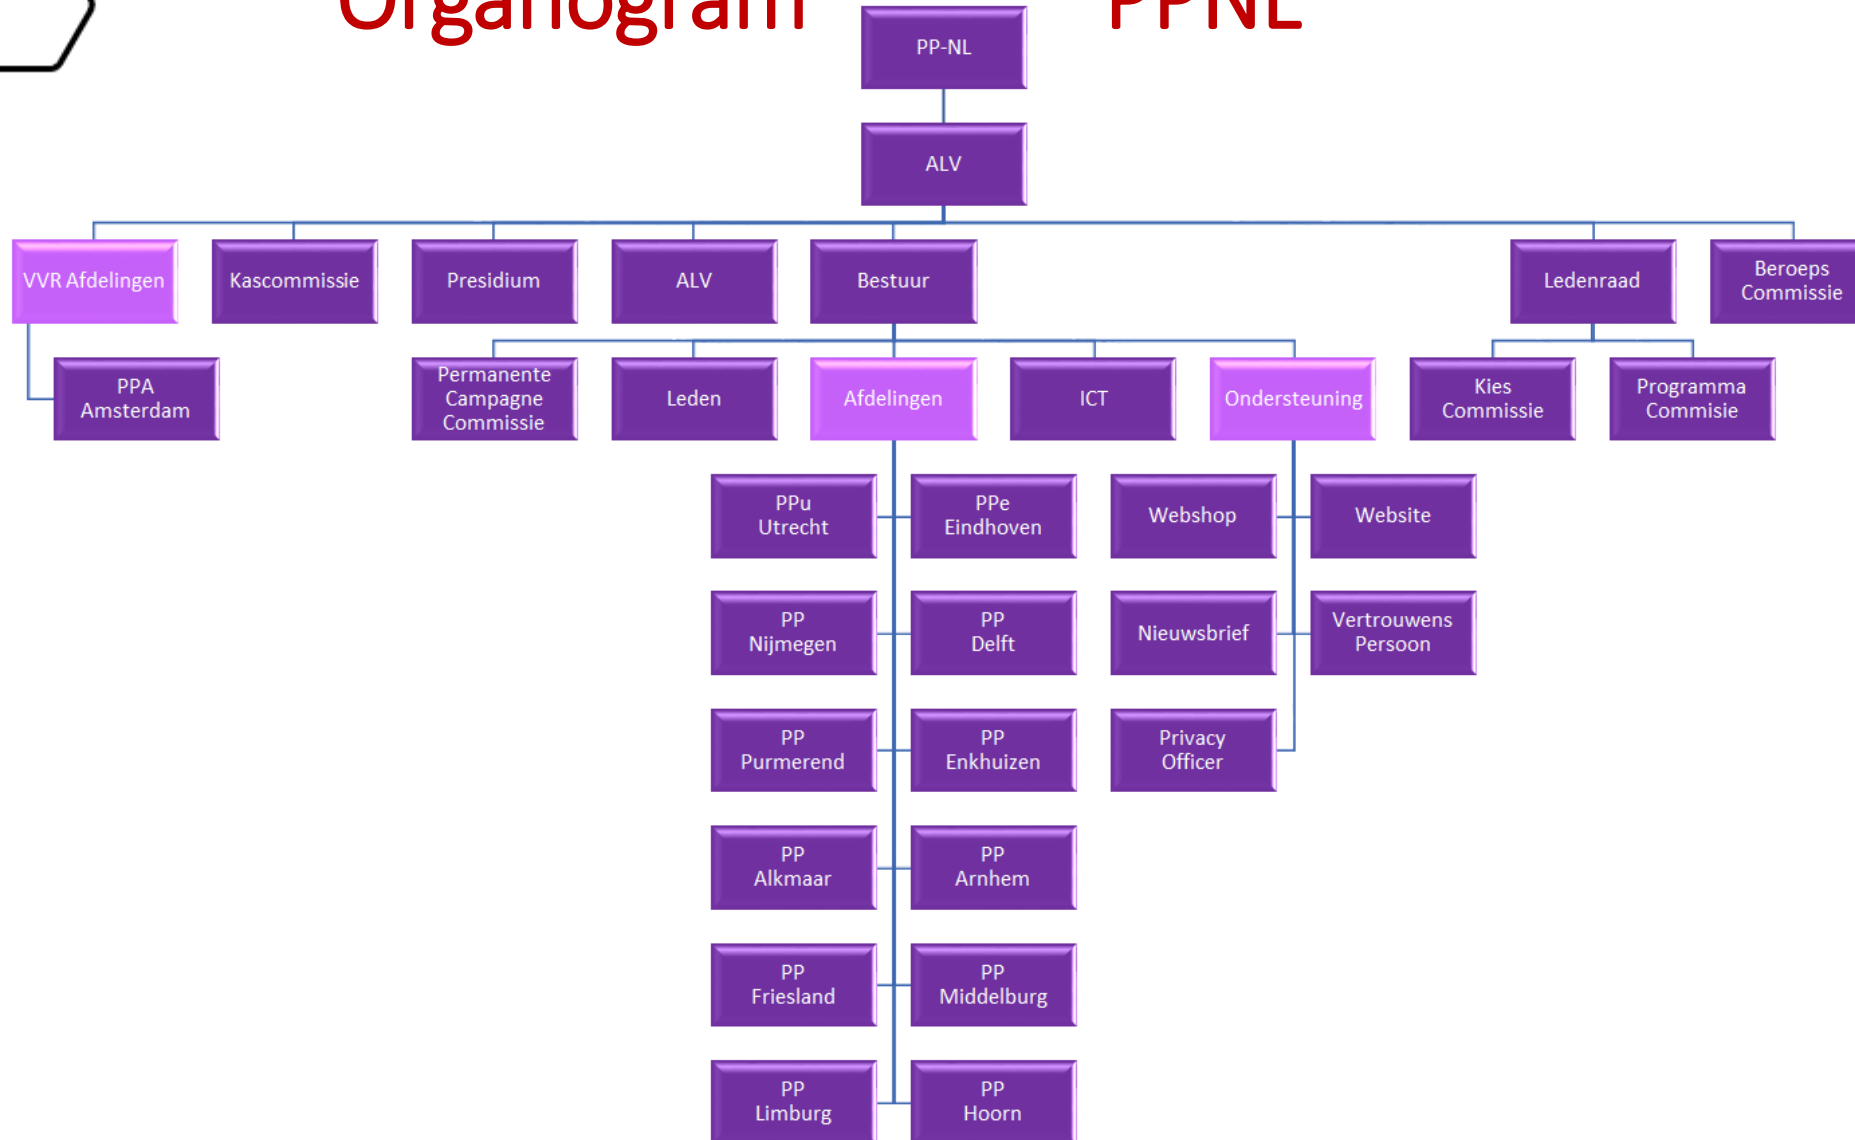 Organogram PPNL
PP-NL
ALV
VVR Afdelingen
Kascommissie
Presidium
ALV
Bestuur
Ledenraad
Beroeps
Commissie
PPA
Amsterdam
Permanente
Campagne
Commissie
Leden
Afdelingen
ICT
Ondersteuning
Kies
Commissie
Programma
Commisie
PPu
Utrecht
PPe
Eindhoven
Webshop
Website
PP
Nijmegen
PP
Delft
Nieuwsbrief
Vertrouwens
Persoon
PP
Purmerend
PP
Enkhuizen
Privacy
Officer
PP
Alkmaar
PP
Arnhem
PP
Friesland
PP
Middelburg
PP
Limburg
PP
Hoorn